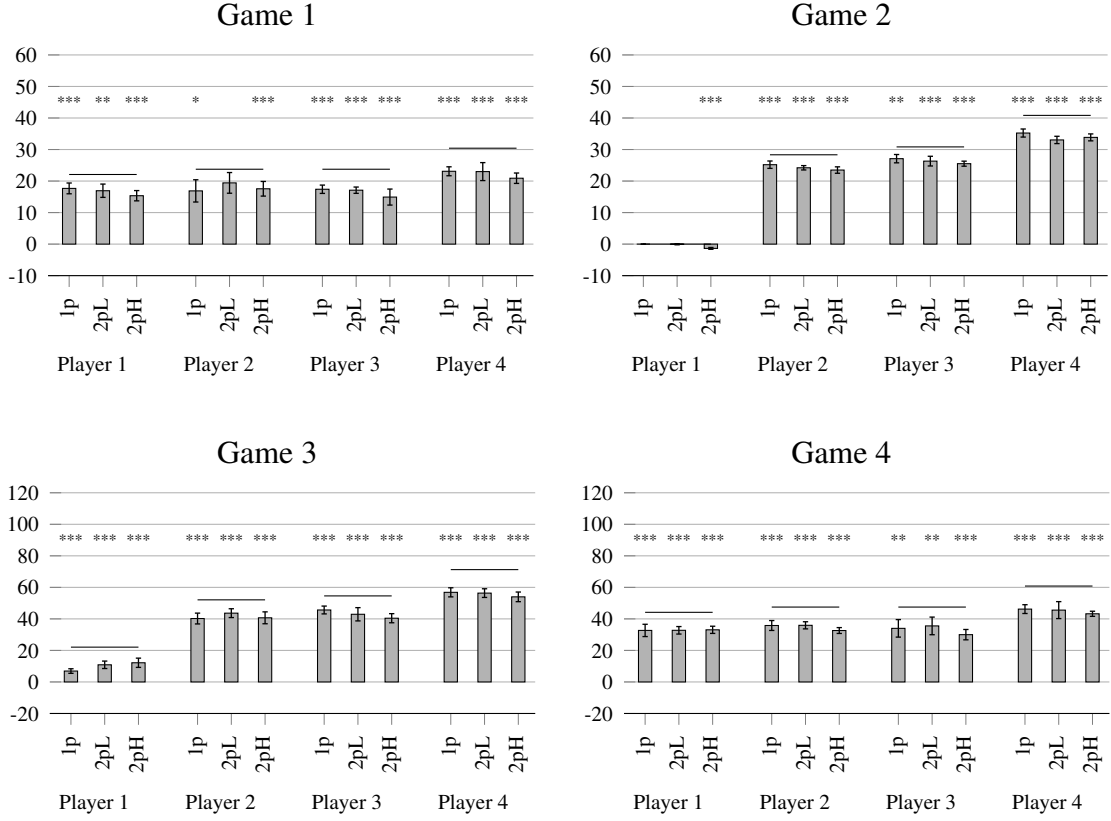 Game 1
60
50
40
30
20
10
0
-10
*** ** *** * *** *** *** *** *** *** ***
1p 2pL 2pH 1p 2pL 2pH 1p 2pL 2pH 1p 2pL 2pH
Player 1 Player 2 Player 3 Player 4
Game 2
60
50
40
30
20
10
0
-10
*** *** *** *** ** *** *** *** *** ***
1p 2pL 2pH 1p 2pL 2pH 1p 2pL 2pH 1p 2pL 2pH
Player 1 Player 2 Player 3 Player 4
Game 3
120
100
80
60
40
20
0
-20
*** *** *** *** *** *** *** *** *** *** *** ***
1p 2pL 2pH 1p 2pL 2pH 1p 2pL 2pH 1p 2pL 2pH
Player 1 Player 2 Player 3 Player 4
Game 4
120
100
80
60
40
20
0
-20
*** *** *** *** *** *** ** ** *** *** *** ***
1p 2pL 2pH 1p 2pL 2pH 1p 2pL 2pH 1p 2pL 2pH
Player 1 Player 2 Player 3 Player 4